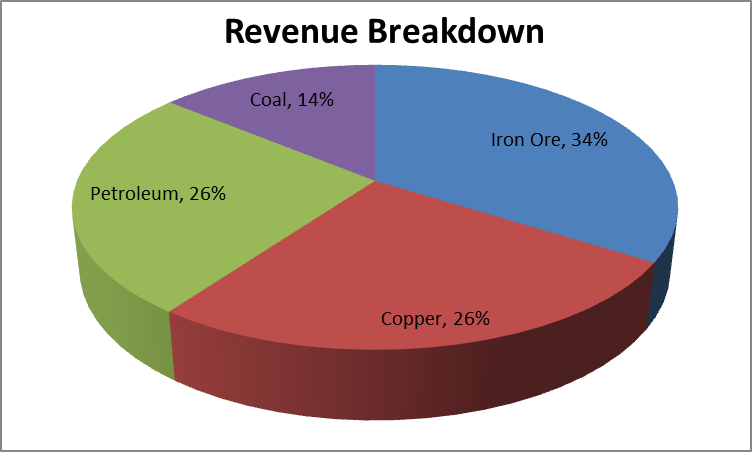 Revenue Breakdown
Coal, 14%
Iron Ore, 34%
Petroleum, 26%
Copper, 26%